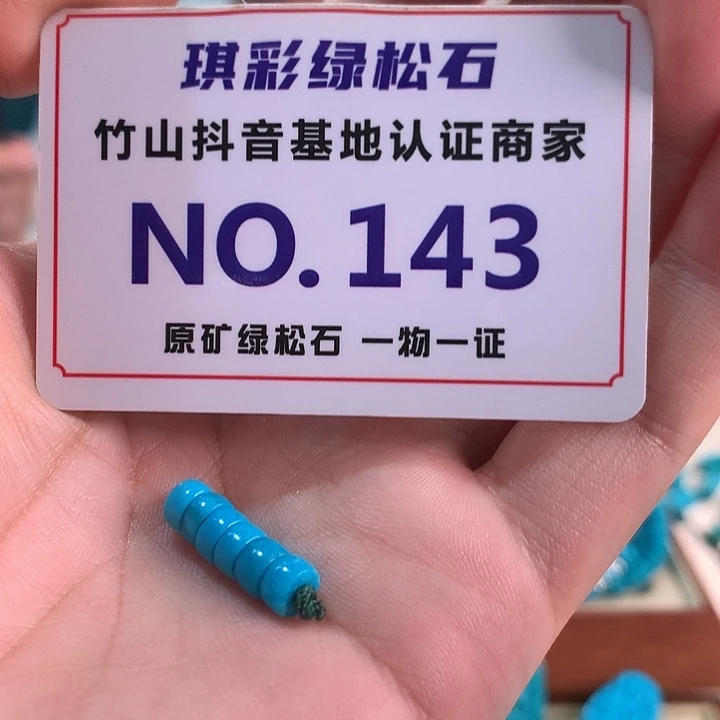 琪彩绿松石
竹山抖音基地认证商家
NO.143
原矿绿松石 一物一证